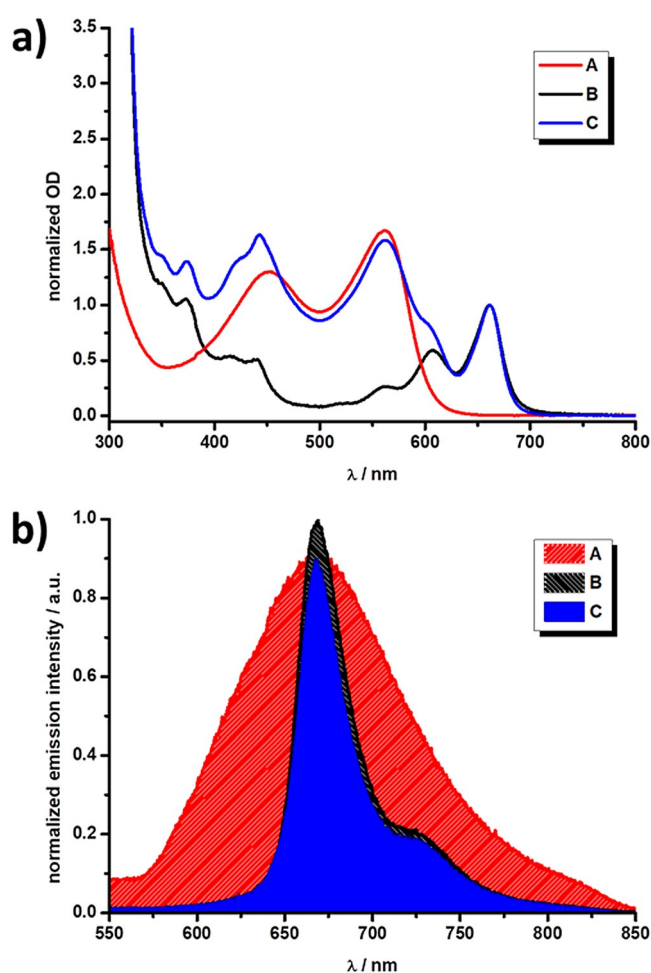 a)
normalized OD
3.5
3.0
2.5
2.0
1.5
1.0
0.5
0.0
A
B
C
300 400 500 600 700 800
λ / nm
b)
normalized emission intensity / a.u.
1.0
0.8
0.6
0.4
0.2
0.0
A
B
C
550 600 650 700 750 800 850
λ / nm